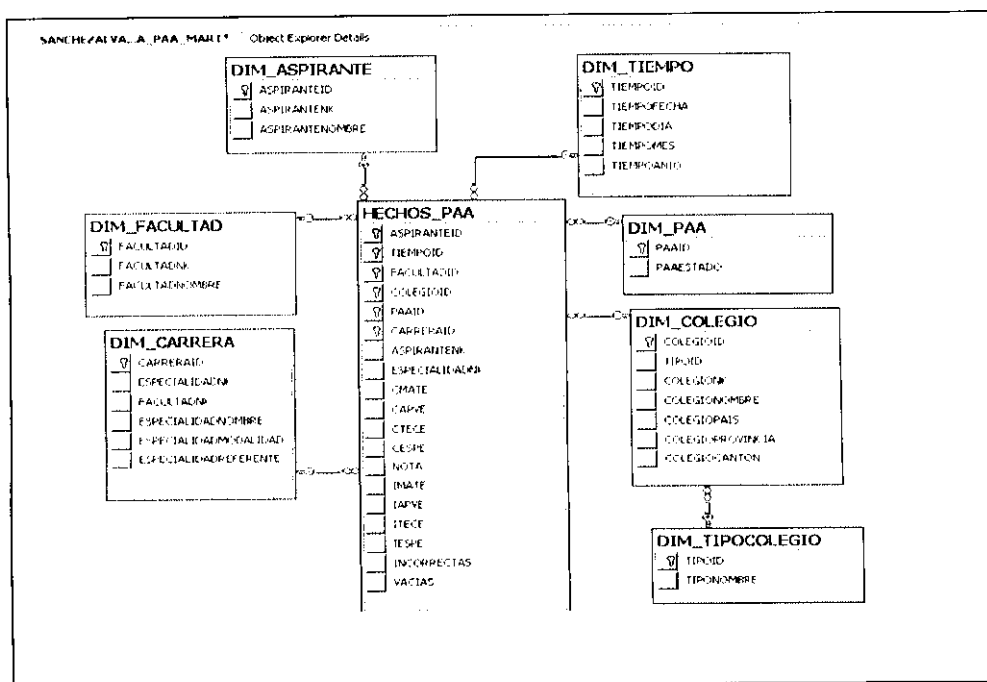 Object Explorer Details
DIM_ASPIRANTE
ASPIRANTEID
ASPIRANTENK
ASPIRANTENOMBRE
DIM_TIEMPO
TIEMPOID
TIEMPOFECHA
TIEMPODIA
TIEMPOMES
TIEMPOANIO
DIM_FACULTAD
FACULTADID
FACULTADNK
FACULTADNOMBRE
HECHOS_PAA
ASPIRANTEID
TIEMPOID
FACULTADID
COLEGIOID
PAAID
CARRERAID
ASPIRANTENK
ESPECIALIDADNK
CMATE
CAPVE
CTECE
CESPE
NOTA
IMATE
IAPVE
ITECE
IESPE
INCORRECTAS
VACIAS
DIM_PAA
PAAID
PAAESTADO
DIM_CARRERA
CARRERAID
ESPECIALIDADNK
FACULTADNK
ESPECIALIDADNOMBRE
ESPECIALIDADMODALIDAD
ESPECIALIDADREFERENTE
DIM_COLEGIO
COLEGIOID
TIPOID
COLEGIONK
COLEGIONOMBRE
COLEGIOPAIS
COLEGIOPROVINCIA
COLEGIOCANTON
DIM_TIPOCOLEGIO
TIPOID
TIPONOMBRE